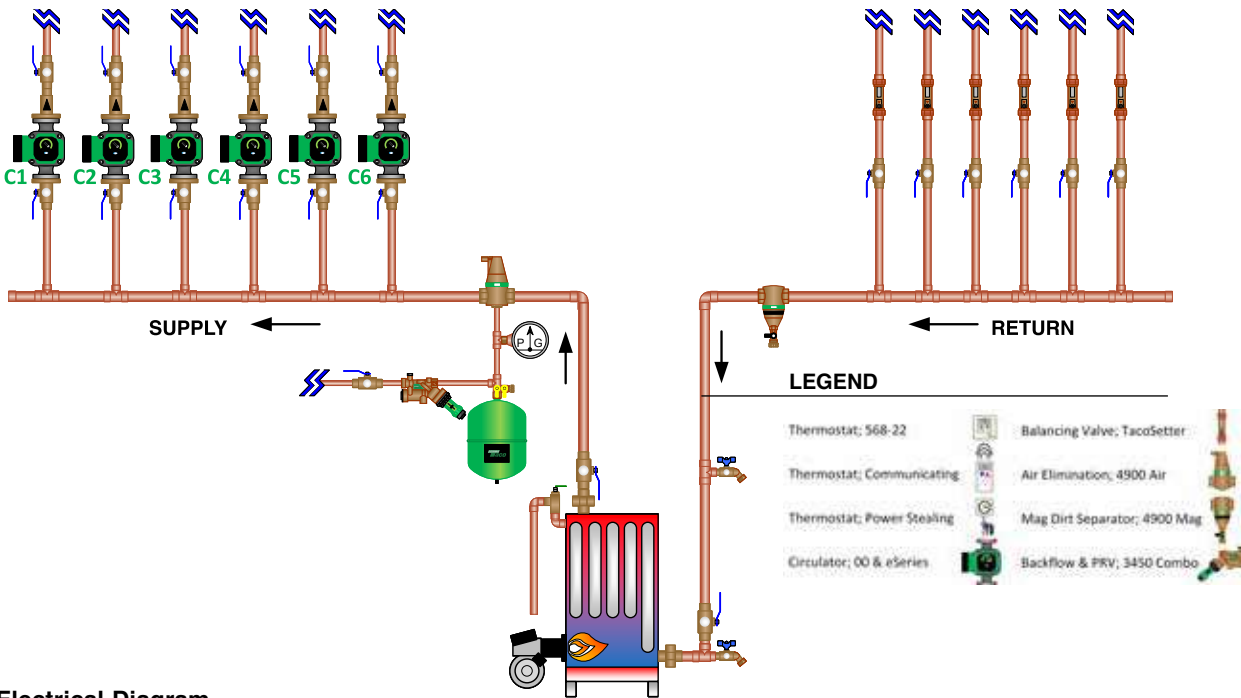 C1 C2 C3 C4 C5 C6
SUPPLY
RETURN
P G
LEGEND
Thermostat; 568-22
Balancing Valve; TacoSetter
Thermostat; Communicating
Air Elimination; 4900 Air
Thermostat; Power Stealing
Mag Dirt Separator; 4900 Mag
Circulator; 00 & eSeries
Backflow & PRV; 3450 Combo
Taco
Electrical Diagram